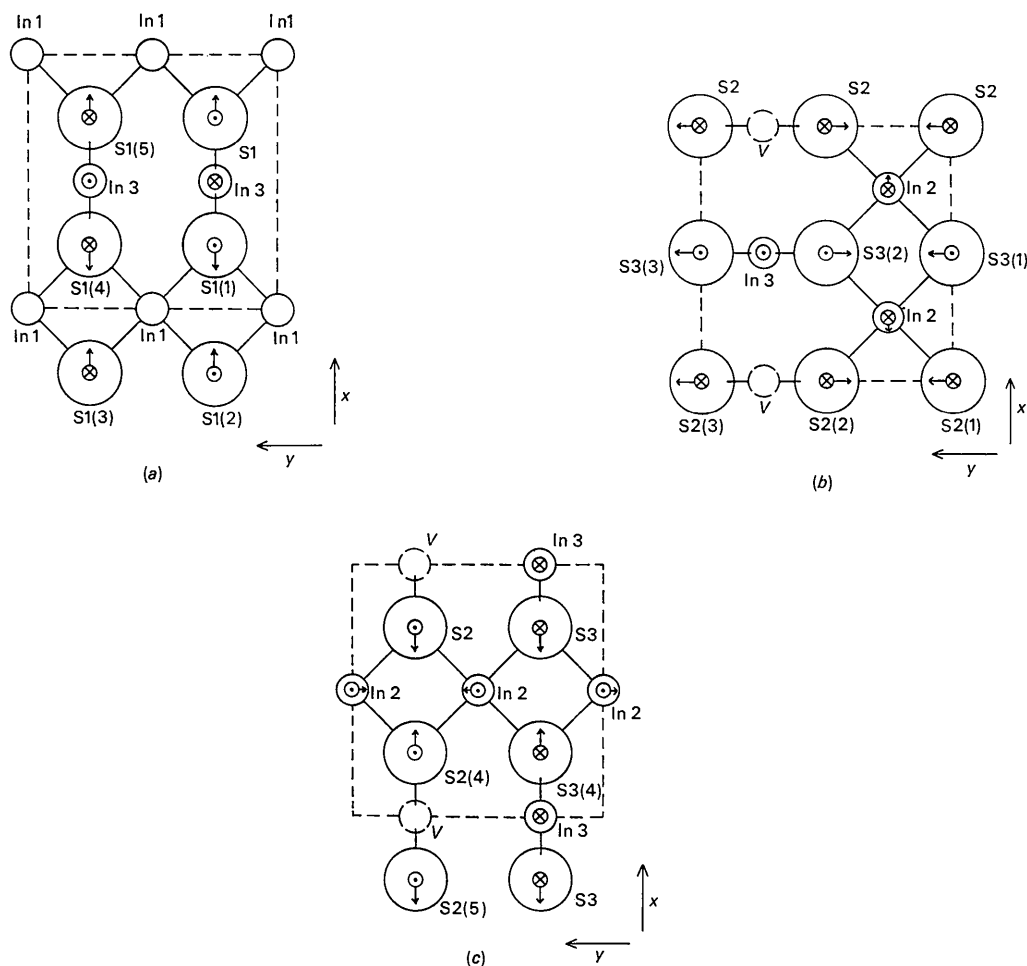 In 1 In 1 In1
S1(5) S1
In 3 In 3
S1(4) S1(1)
In 1 In 1 In 1
S1(3) S1(2)
x
y
(a)
S2 S2 S2
V
In 2
S3(3) In 3 S3(2) S3(1)
In 2
V
S2(3) S2(2) S2(1)
x
y
(b)
V In 3
S2 S3
In 2 In 2 In 2
S2(4) S3(4)
V In 3
S2(5) S3
x
y
(c)